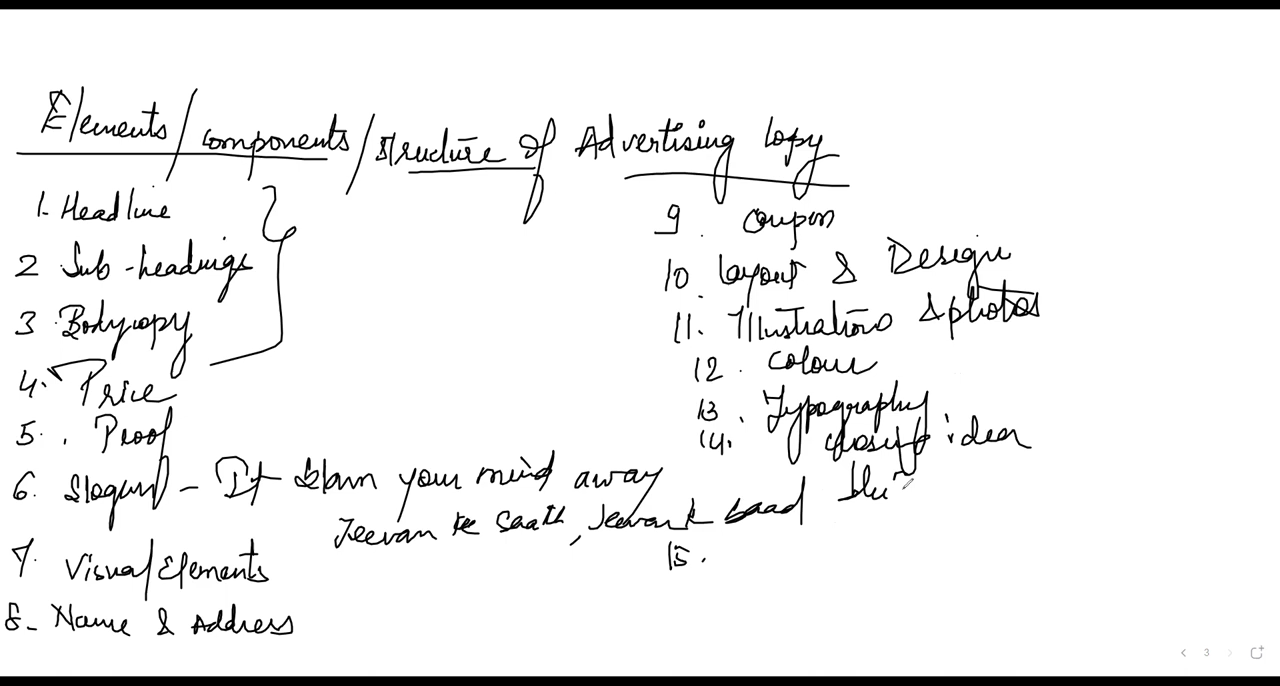 Elements/components/structure of Advertising Copy
1. Headline
2 Sub-headings
3 Bodycopy
4. Price
5. Proof
6. Slogan - It blown your mind away
Jeevan ke saath, Jeevan k baad
7. Visual Elements
8- Name & Address
9. Coupon
10 Layout & Design
11. Illustrations & photos
12. Colour
13. Typography
14. idea
15.
3